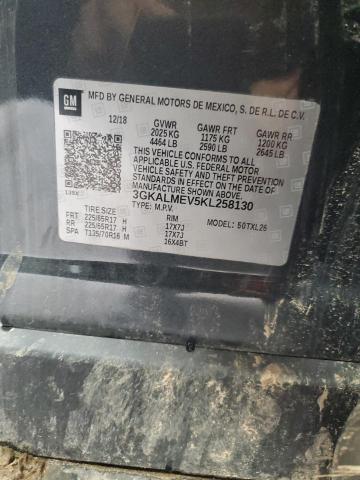 GM
MFD BY GENERAL MOTORS DE MEXICO, S. DE R.L. DE C.V.
12/18 GVWR GAWR FRT GAWR RR
2025 KG 1175 KG 1200 KG
4464 LB 2590 LB 2645 LB
THIS VEHICLE CONFORMS TO ALL
APPLICABLE U.S. FEDERAL MOTOR
VEHICLE SAFETY AND THEFT PREVENTION
STANDARDS IN EFFECT ON THE DATE OF
MANUFACTURE SHOWN ABOVE.
3GKALMEV5KL258130
TYPE: M.P.V. MODEL: 50TXL26
TIRE SIZE RIM
FRT 225/65R17 H 17X7J
RR 225/65R17 H 17X7J
SPA T135/70R16 M 16X4BT